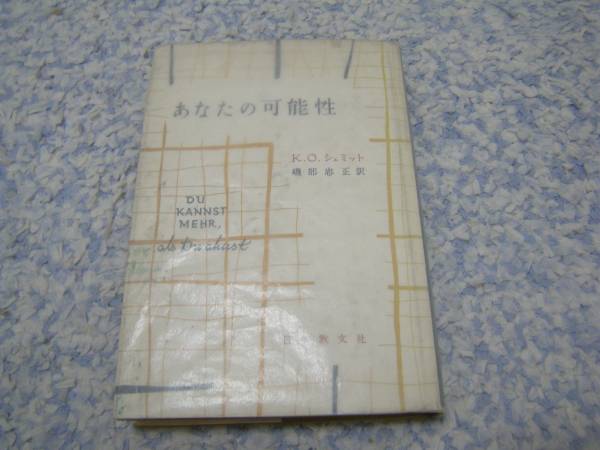 あなたの可能性
K.O.シュミット
磯部忠正訳
DU
KANNST
MEHR,
als Du ahnst
日本教文社